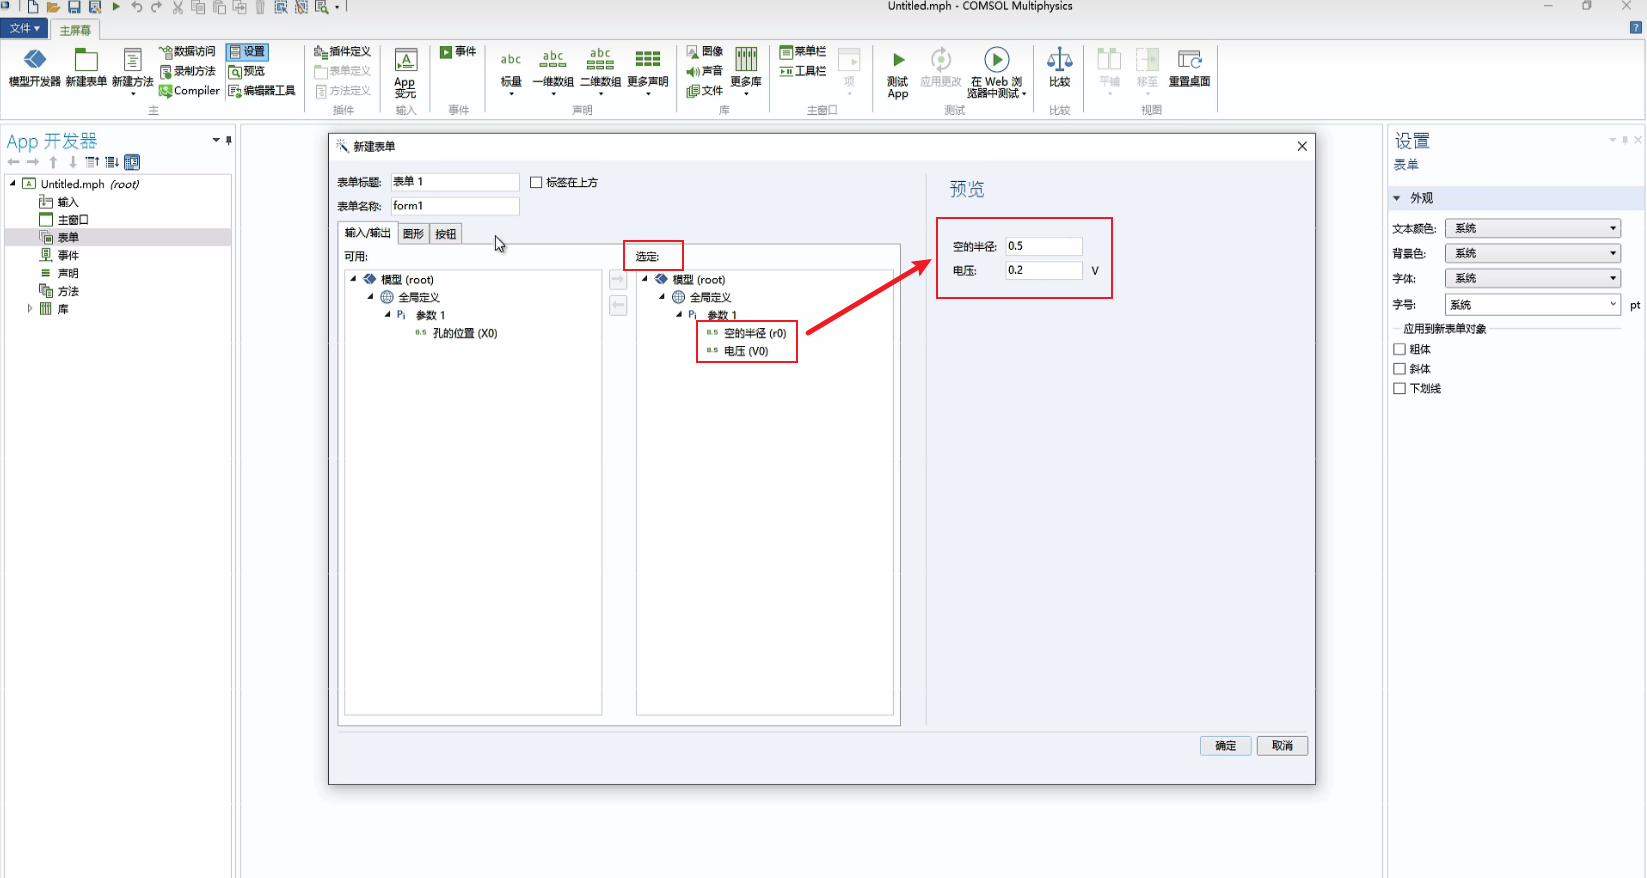 Untitled.mph - COMSOL Multiphysics
文件
主屏幕
模型开发器
新建表单
新建方法
数据访问
录制方法
Compiler
设置
预览
编辑器工具
主
插件定义
表单定义
方法定义
插件
App
变元
输入
事件
事件
abc
标量
abc
一维数组
abc
二维数组
更多声明
声明
图像
声音
文件
更多库
库
菜单栏
工具栏
项
主窗口
测试
App
应用更改
在 Web 浏
览器中测试
测试
比较
比较
平铺
移至
重置桌面
视图
App 开发器
Untitled.mph (root)
输入
主窗口
表单
事件
声明
方法
库
新建表单
表单标题: 表单 1
标签在上方
表单名称: form1
输入/输出
图形
按钮
可用:
模型 (root)
全局定义
Pi 参数 1
0.5 孔的位置 (X0)
选定:
模型 (root)
全局定义
Pi 参数 1
0.5 空的半径 (r0)
0.5 电压 (V0)
预览
空的半径: 0.5
电压: 0.2 V
确定
取消
设置
表单
外观
文本颜色: 系统
背景色: 系统
字体: 系统
字号: 系统 pt
应用到新表单对象
粗体
斜体
下划线